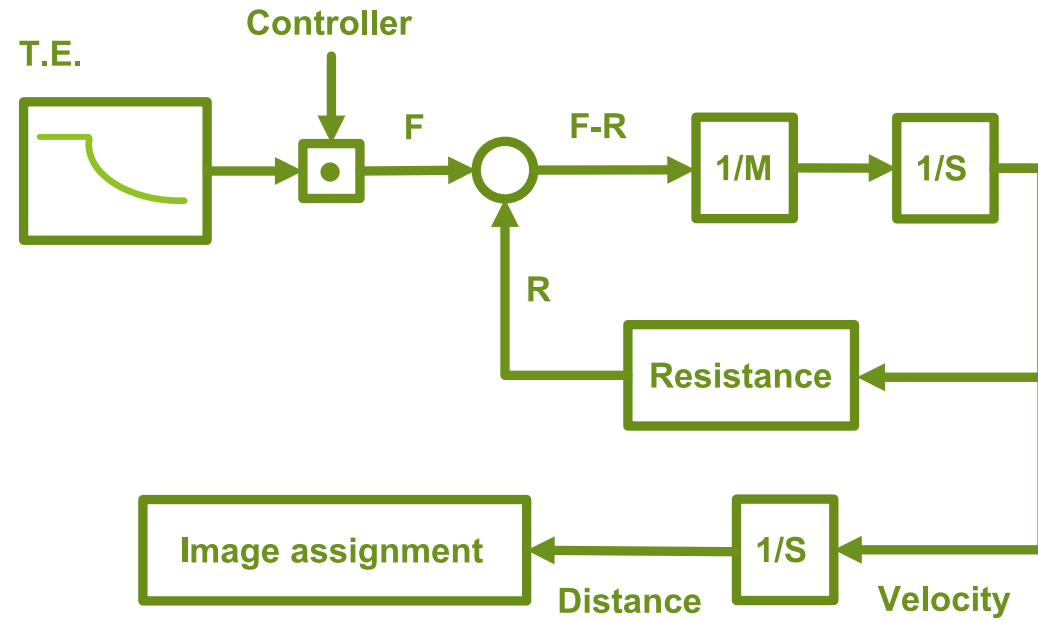 Controller
T.E.
F
F-R
1/M
1/S
R
Resistance
Image assignment
1/S
Distance
Velocity